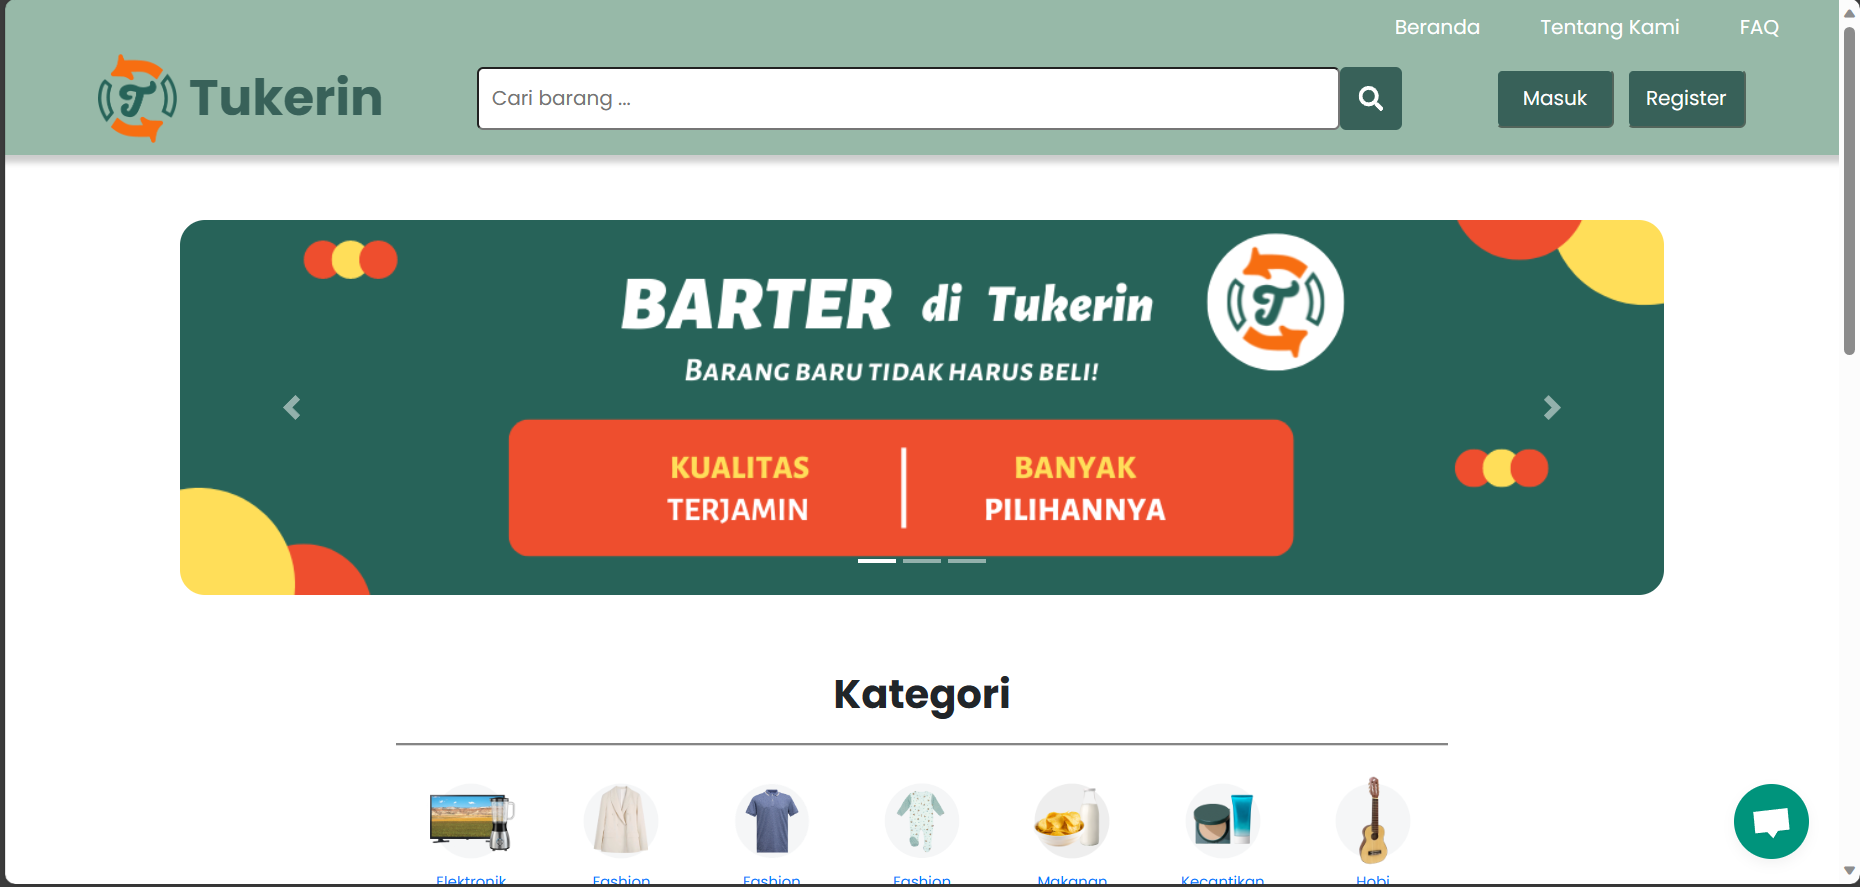 Beranda Tentang Kami FAQ
T Tukerin
Cari barang ...
Masuk Register
BARTER di Tukerin
T
BARANG BARU TIDAK HARUS BELI!
KUALITAS
TERJAMIN
BANYAK
PILIHANNYA
Kategori
Elektronik Fashion Fashion Fashion Makanan Kecantikan Hobi